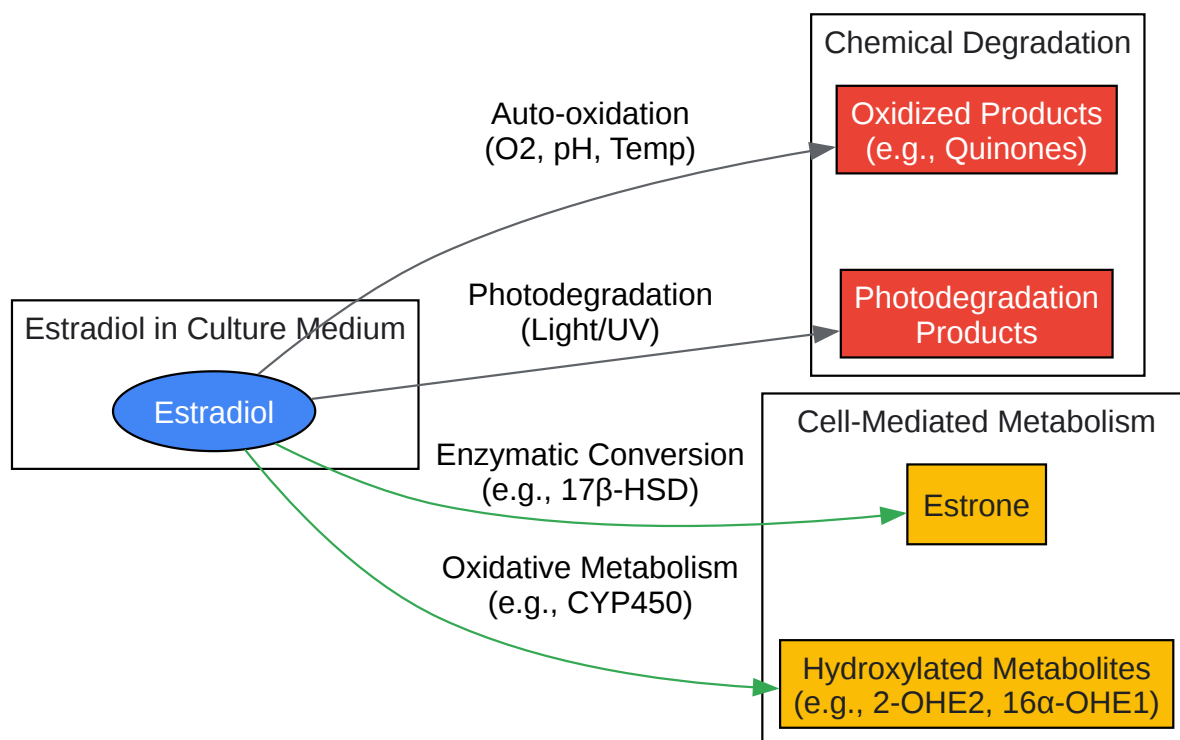 Chemical Degradation
Auto-oxidation
(O2, pH, Temp)
Oxidized Products
(e.g., Quinones)
Photodegradation
(Light/UV)
Photodegradation
Products
Estradiol in Culture Medium
Estradiol
Cell-Mediated Metabolism
Enzymatic Conversion
(e.g., 17β-HSD)
Estrone
Oxidative Metabolism
(e.g., CYP450)
Hydroxylated Metabolites
(e.g., 2-OHE2, 16α-OHE1)